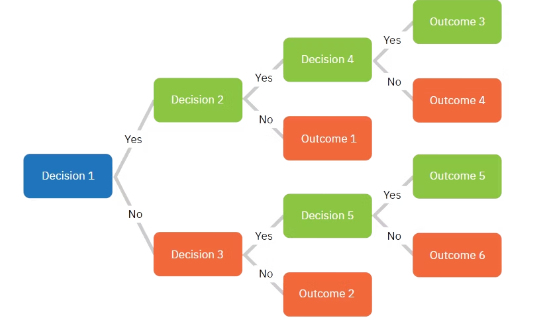 Outcome 3
Yes
Decision 4
Yes
No
Decision 2
Outcome 4
No
Outcome 1
Yes
Decision 1
Outcome 5
Yes
No
Decision 5
Yes
No
Decision 3
Outcome 6
No
Outcome 2